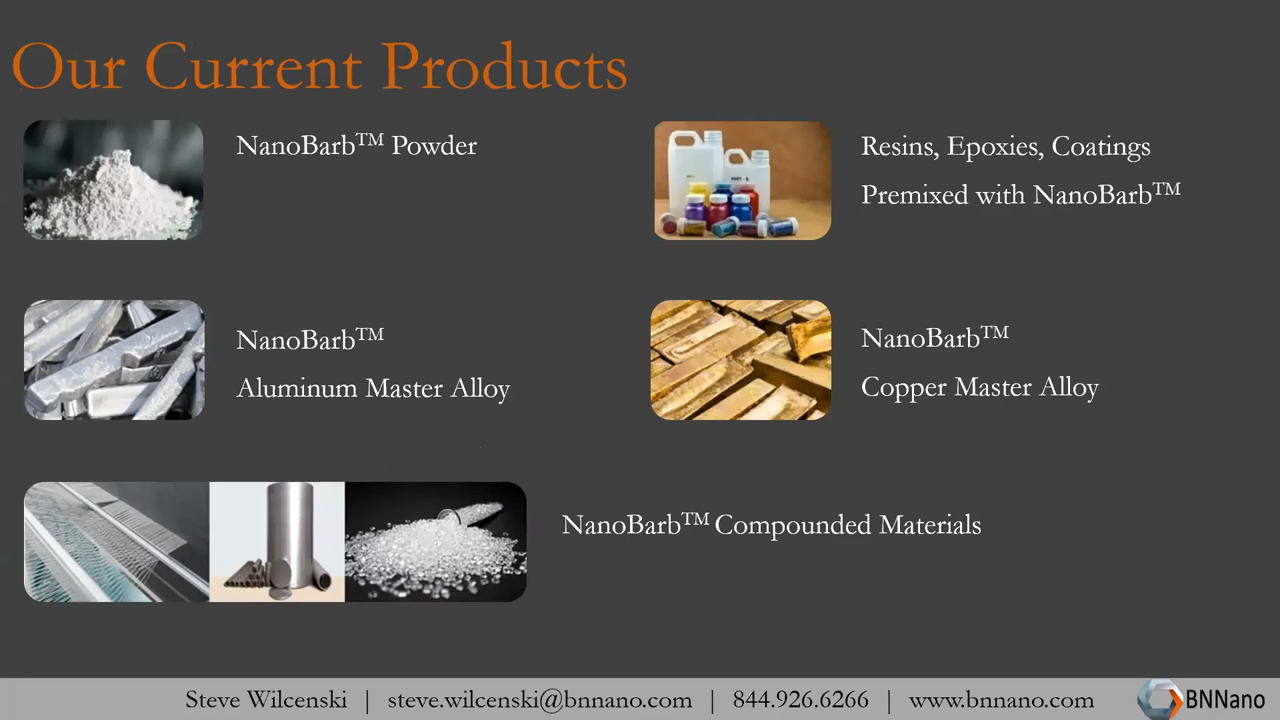 Our Current Products
NanoBarb™ Powder
Resins, Epoxies, Coatings
Premixed with NanoBarb™
NanoBarb™
Aluminum Master Alloy
NanoBarb™
Copper Master Alloy
NanoBarb™ Compounded Materials
Steve Wilcenski | steve.wilcenski@bnnano.com | 844.926.6266 | www.bnnano.com
BNNano